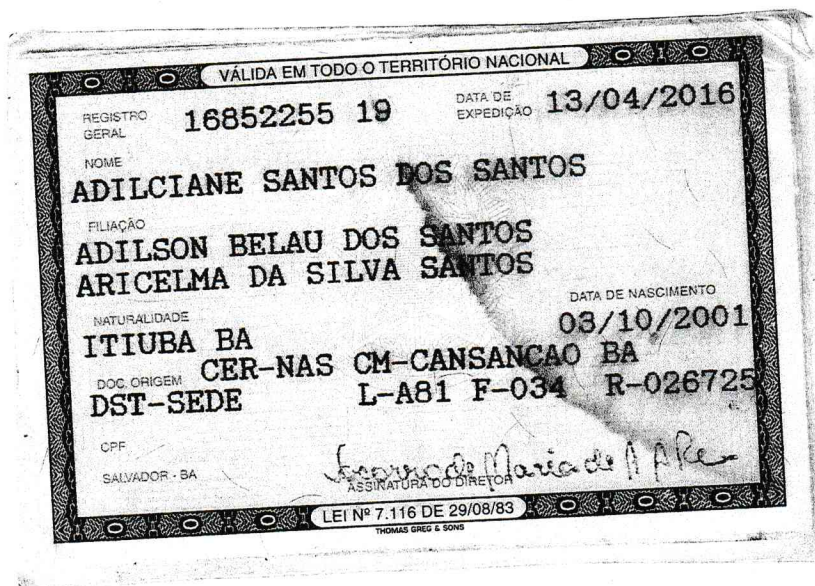 VÁLIDA EM TODO O TERRITÓRIO NACIONAL
REGISTRO GERAL 16852255 19 DATA DE EXPEDIÇÃO 13/04/2016
NOME
ADILCIANE SANTOS DOS SANTOS
FILIAÇÃO
ADILSON BELAU DOS SANTOS
ARICELMA DA SILVA SANTOS
NATURALIDADE DATA DE NASCIMENTO
ITIUBA BA 03/10/2001
DOC. ORIGEM CER-NAS CM-CANSANCAO BA
DST-SEDE L-A81 F-034 R-026725
CPF
SALVADOR - BA
Maria de
ASSINATURA DO DIRETOR
LEI Nº 7.116 DE 29/08/83
THOMAS GREG & SONS